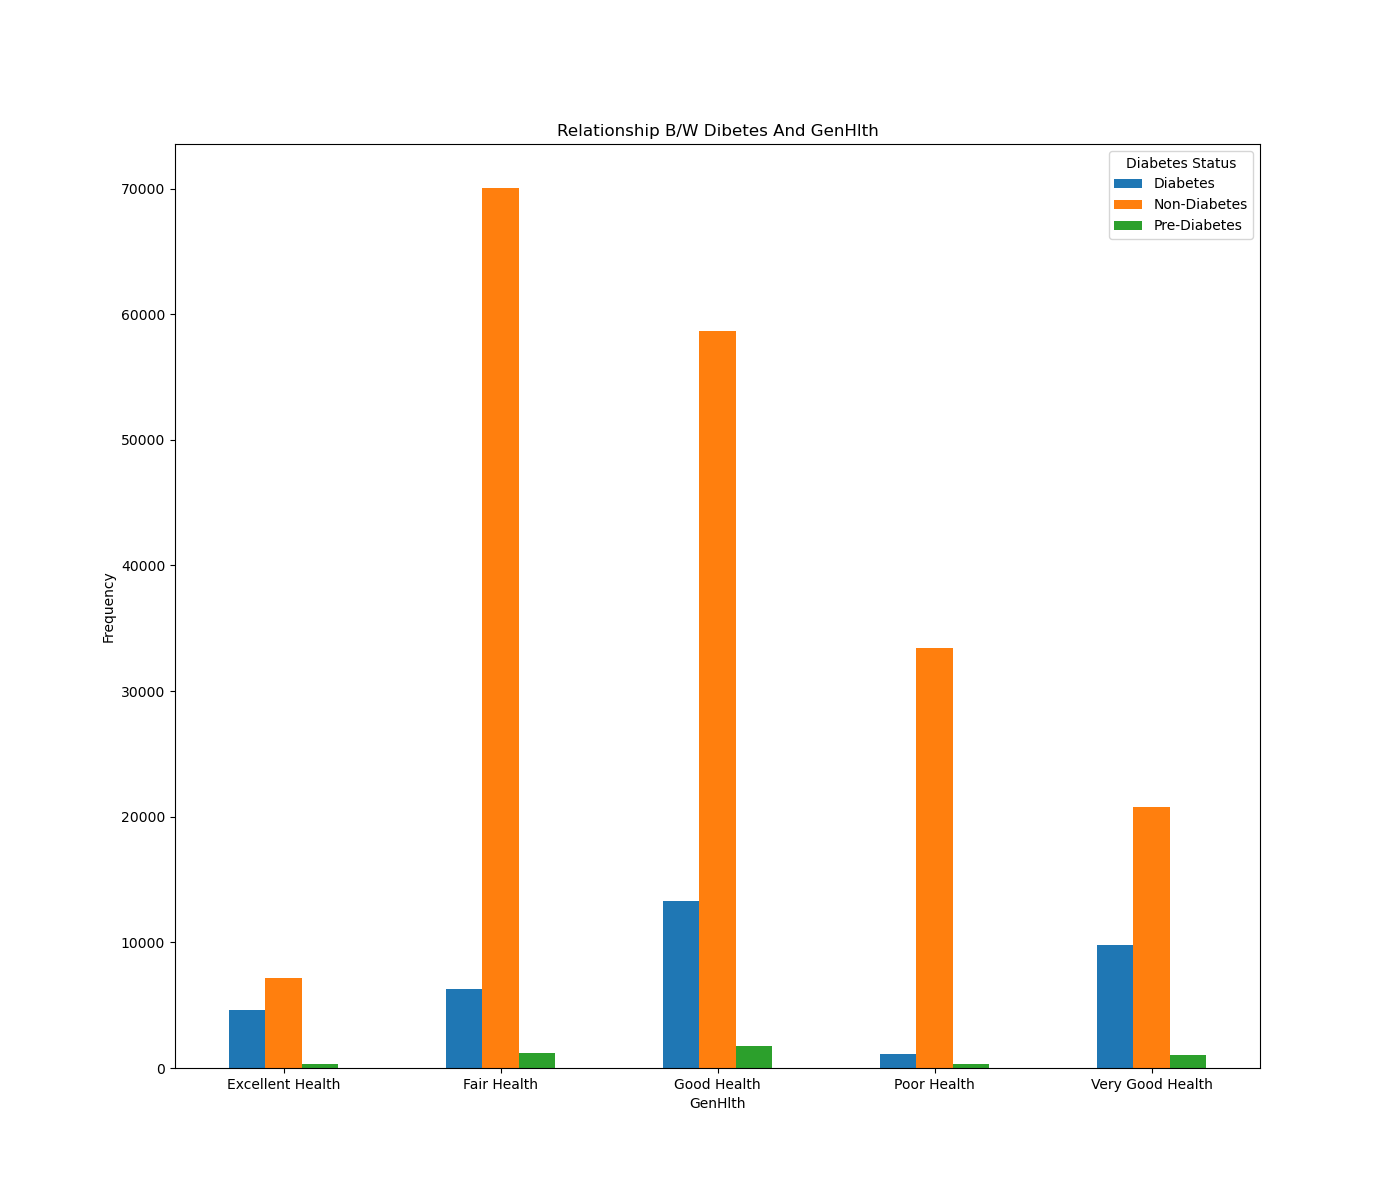 Relationship B/W Dibetes And GenHlth
Diabetes Status
Diabetes
Non-Diabetes
Pre-Diabetes
70000
60000
50000
40000
30000
20000
10000
0
Frequency
Excellent Health
Fair Health
Good Health
Poor Health
Very Good Health
GenHlth